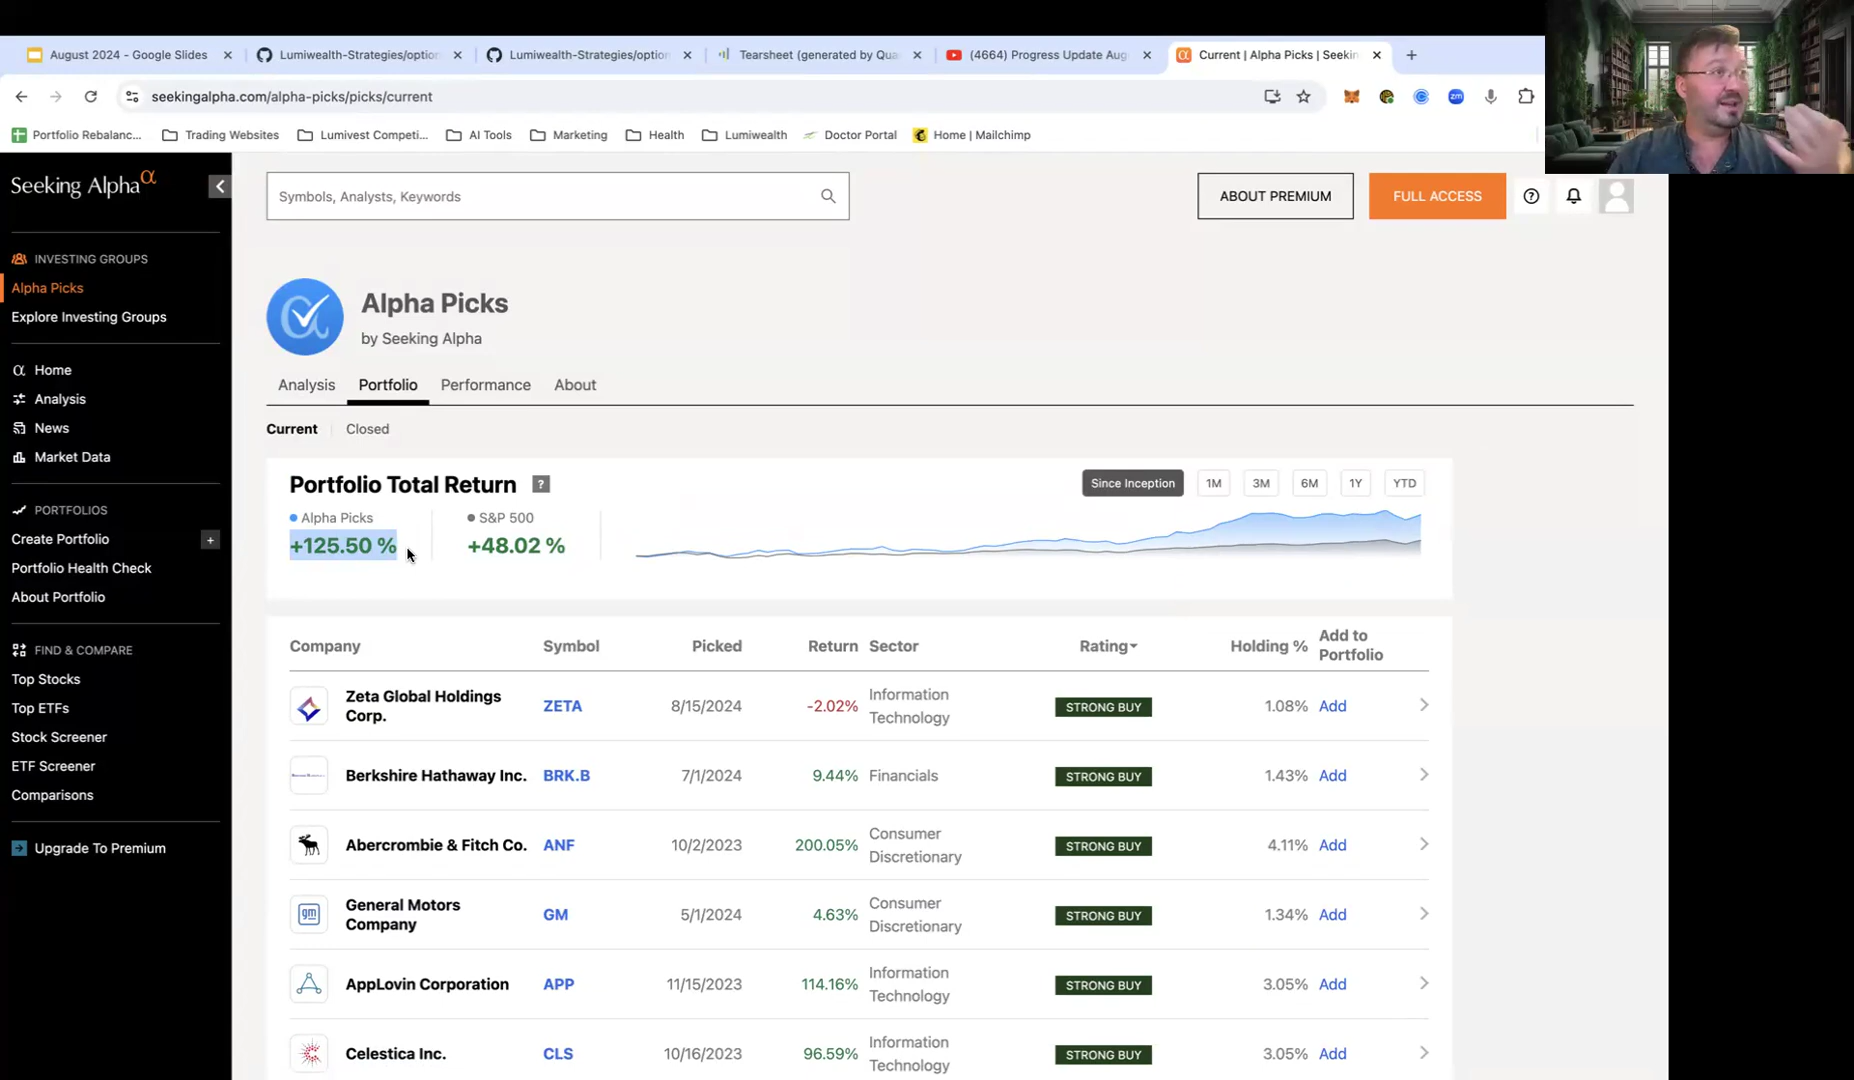 August 2024 - Google Slides
Lumiwealth-Strategies/option
Lumiwealth-Strategies/option
Tearsheet (generated by Qua
(4664) Progress Update Aug
Current | Alpha Picks | Seekin
seekingalpha.com/alpha-picks/picks/current
zm
Portfolio Rebalanc...
Trading Websites
Lumivest Competi...
AI Tools
Marketing
Health
Lumiwealth
Doctor Portal
Home | Mailchimp
Seeking Alpha α
Symbols, Analysts, Keywords
ABOUT PREMIUM
FULL ACCESS
INVESTING GROUPS
Alpha Picks
Explore Investing Groups
Home
Analysis
News
Market Data
PORTFOLIOS
Create Portfolio
Portfolio Health Check
About Portfolio
FIND & COMPARE
Top Stocks
Top ETFs
Stock Screener
ETF Screener
Comparisons
Upgrade To Premium
Alpha Picks
by Seeking Alpha
Analysis
Portfolio
Performance
About
Current
Closed
Portfolio Total Return ?
Since Inception
1M
3M
6M
1Y
YTD
Alpha Picks
S&P 500
+125.50 %
+48.02 %
Company
Symbol
Picked
Return
Sector
Rating
Holding %
Add to
Portfolio
Zeta Global Holdings
Corp.
ZETA
8/15/2024
-2.02%
Information
Technology
STRONG BUY
1.08%
Add
Berkshire Hathaway Inc.
BRK.B
7/1/2024
9.44%
Financials
STRONG BUY
1.43%
Add
Abercrombie & Fitch Co.
ANF
10/2/2023
200.05%
Consumer
Discretionary
STRONG BUY
4.11%
Add
gm
General Motors
Company
GM
5/1/2024
4.63%
Consumer
Discretionary
STRONG BUY
1.34%
Add
AppLovin Corporation
APP
11/15/2023
114.16%
Information
Technology
STRONG BUY
3.05%
Add
Celestica Inc.
CLS
10/16/2023
96.59%
Information
Technology
STRONG BUY
3.05%
Add